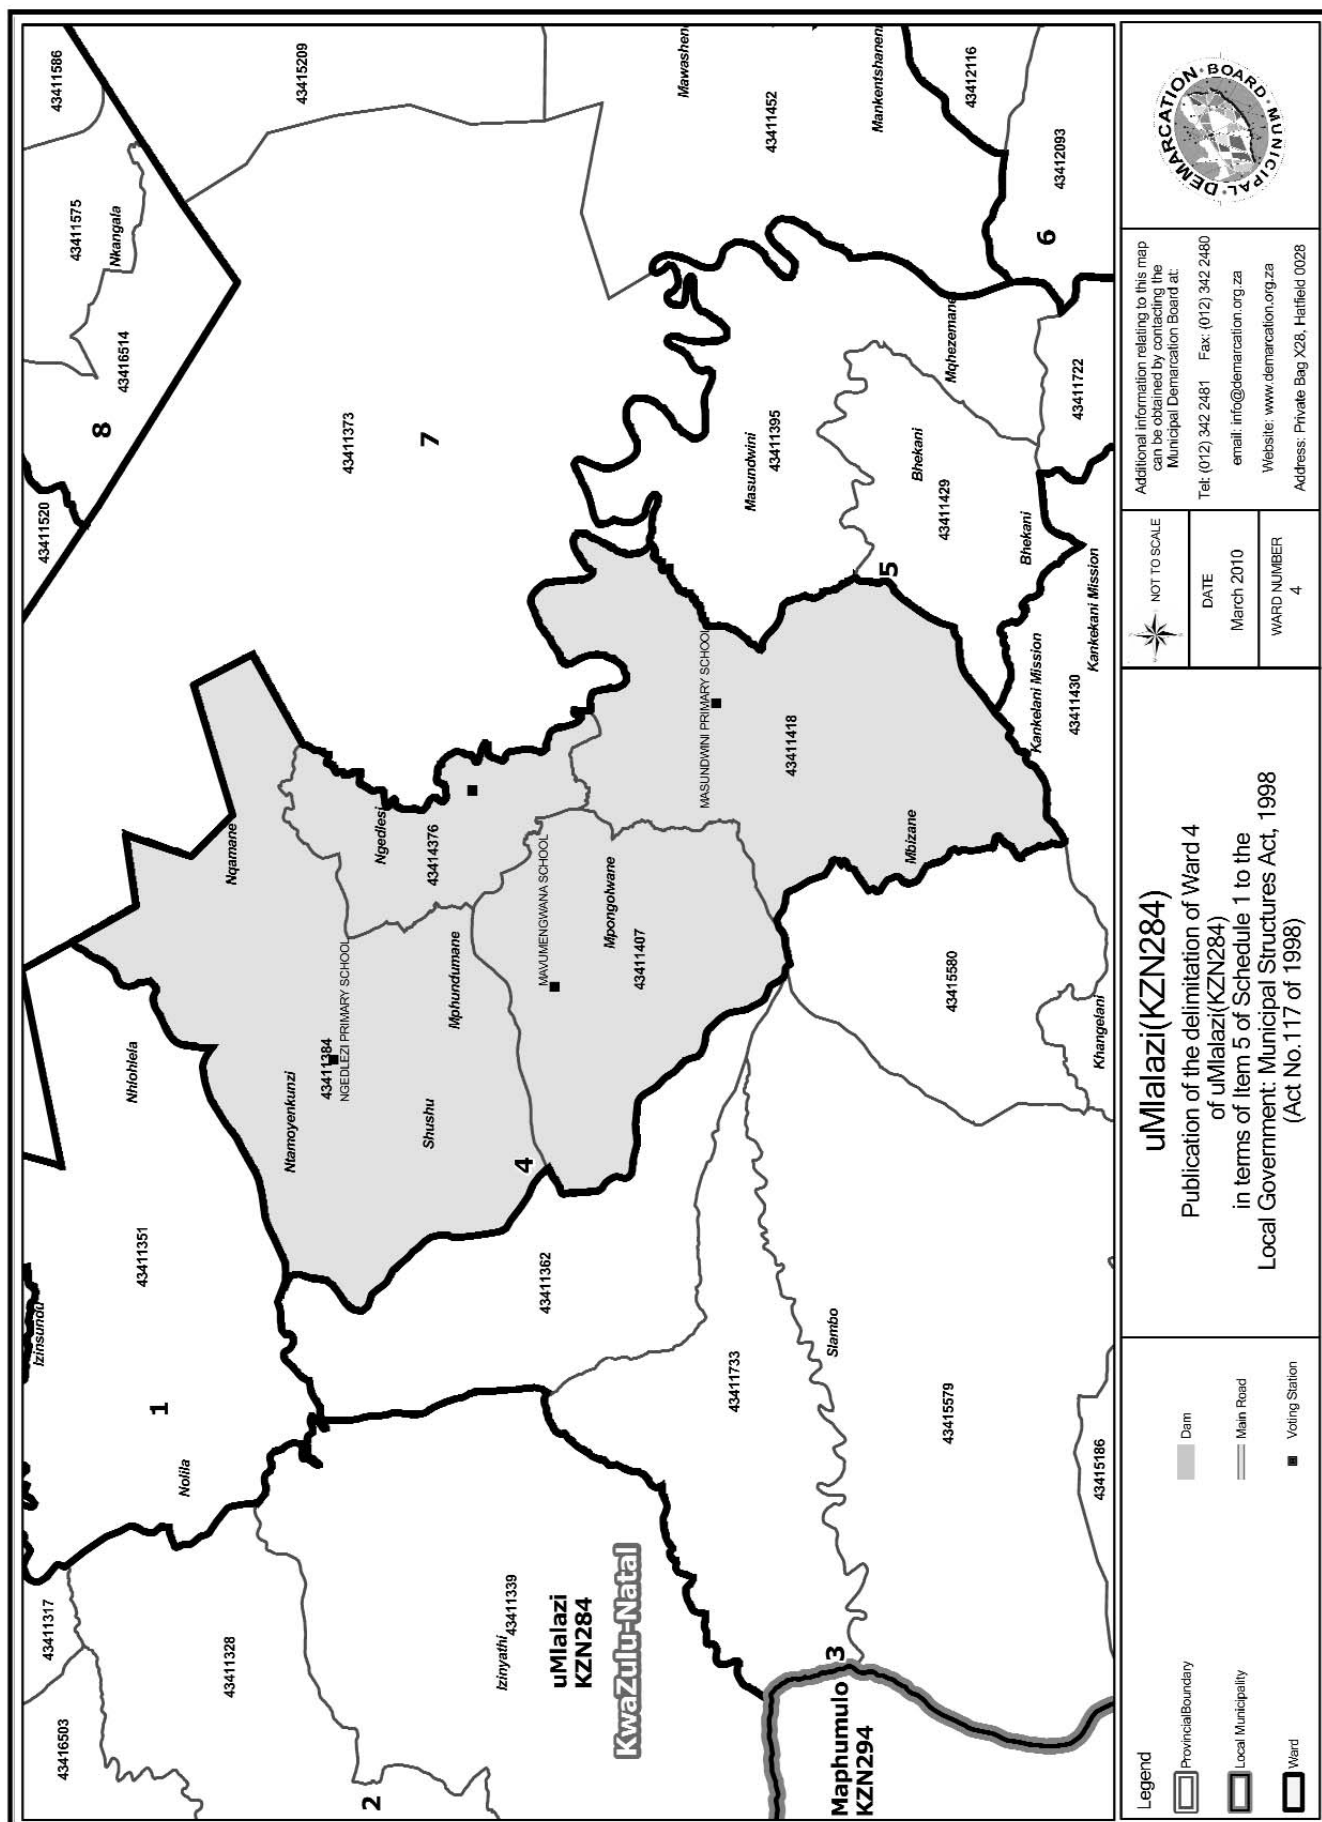 43411586
43415209
Mawashen
43411452
Mankentshanen
43412116
43412093
6
43411575
Nkangala
43416514
8
43411520
43411373
7
Masundwini
43411395
Mqhezemane
Bhekani
43411429
43411722
5
Bhekani
Kankelani Mission
Kankekani Mission
43411430
MASUNDWINI PRIMARY SCHOOL
43411418
Mbizane
Nqamane
Ngedlesi
43414376
MAVUMENGWANA SCHOOL
Mpongolwane
43411407
NGEDLEZI PRIMARY SCHOOL
43411384
Mphundumane
Ntamoyenkunzi
Shushu
4
Nhlohlela
43411351
43415580
Khangelani
Izinsundu
1
Nolila
43411362
43411733
Slambo
43415579
43415186
43411317
43416503
43411328
2
Izinyathi
43411339
uMlalazi
KZN284
KwaZulu-Natal
3
Maphumulo
KZN294
Legend
ProvincialBoundary
Local Municipality
Ward
Dam
Main Road
Voting Station
uMlalazi(KZN284)
Publication of the delimitation of Ward 4
of uMlalazi(KZN284)
in terms of Item 5 of Schedule 1 to the
Local Government: Municipal Structures Act, 1998
(Act No.117 of 1998)
NOT TO SCALE
DATE
March 2010
WARD NUMBER
4
Additional information relating to this map
can be obtained by contacting the
Municipal Demarcation Board at:
Tel: (012) 342 2481 Fax: (012) 342 2480
email: info@demarcation.org.za
Website: www.demarcation.org.za
Address: Private Bag X28, Hatfield 0028
MUNICIPAL DEMARCATION BOARD